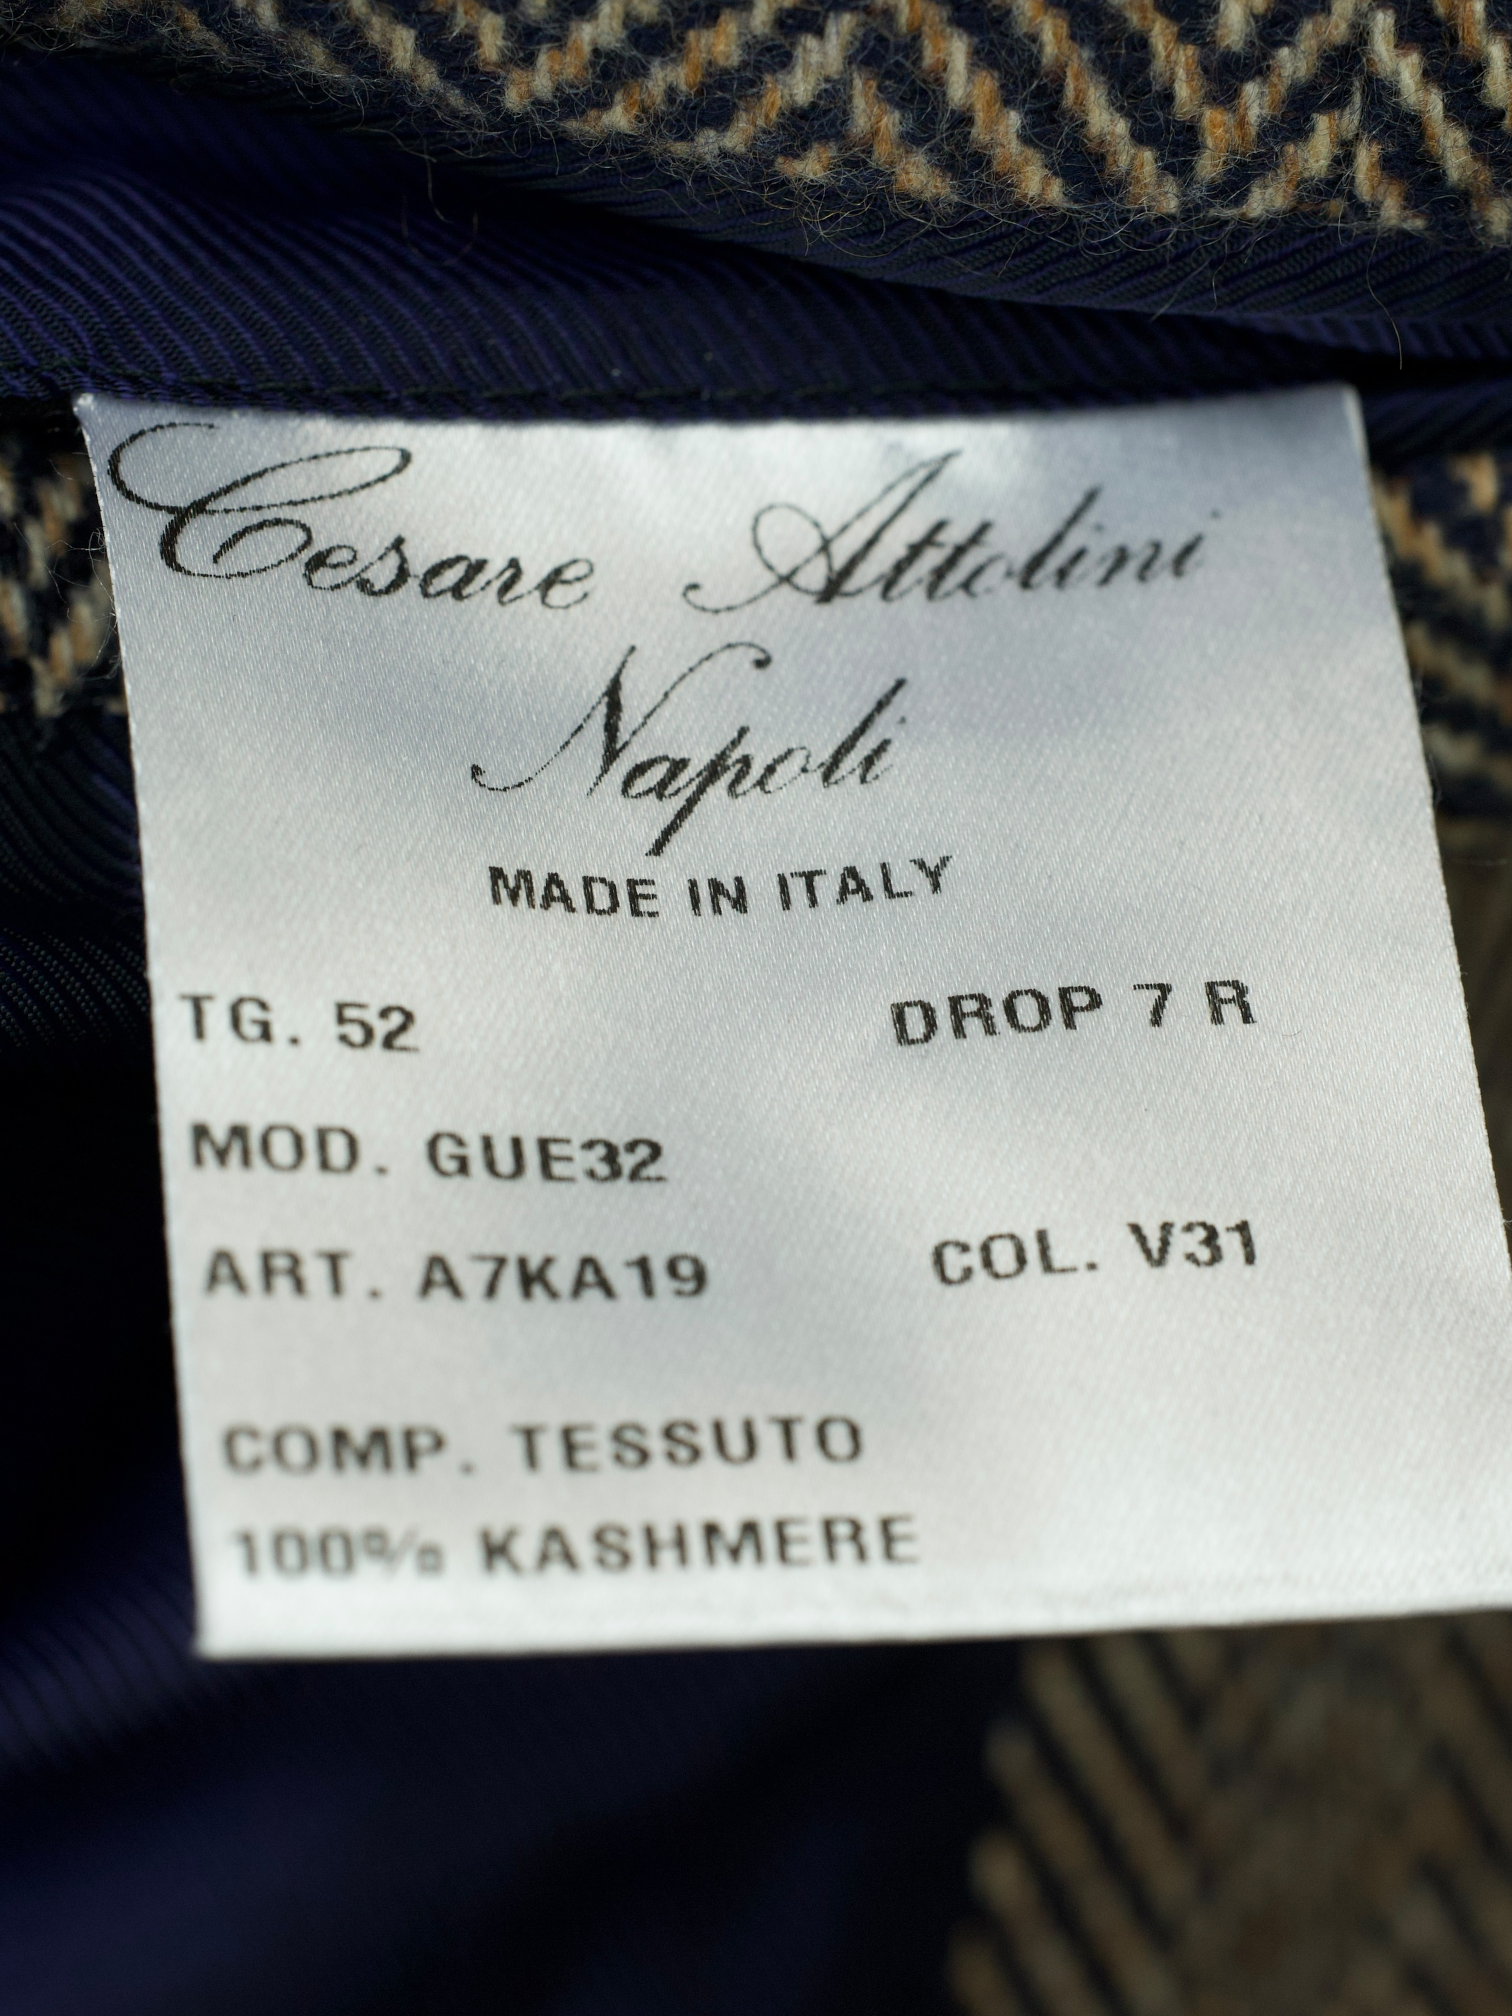 Cesare Attolini
Napoli
MADE IN ITALY
TG. 52 DROP 7 R
MOD. GUE32
ART. A7KA19 COL. V31
COMP. TESSUTO
100% KASHMERE